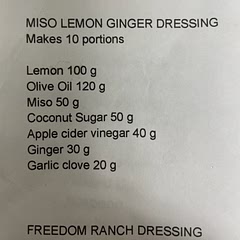 MISO LEMON GINGER DRESSING
Makes 10 portions
Lemon 100 g
Olive Oil 120 g
Miso 50 g
Coconut Sugar 50 g
Apple cider vinegar 40 g
Ginger 30 g
Garlic clove 20 g
FREEDOM RANCH DRESSING